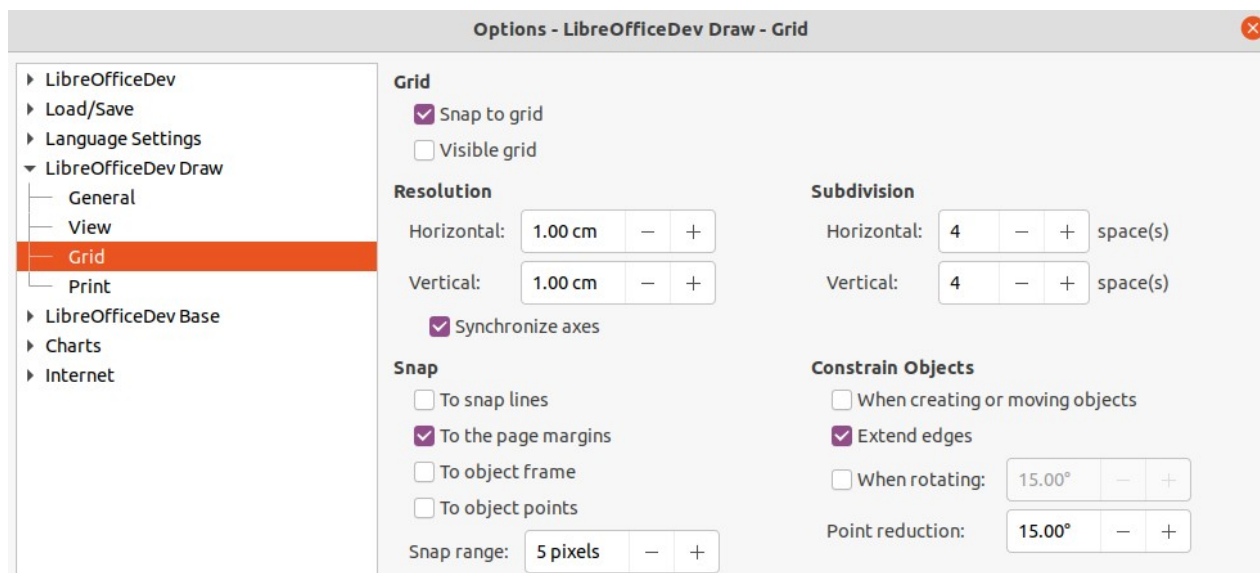 Options - LibreOfficeDev Draw - Grid
LibreOfficeDev
Load/Save
Language Settings
LibreOfficeDev Draw
General
View
Grid
Print
LibreOfficeDev Base
Charts
Internet
Grid
Snap to grid
Visible grid
Resolution
Horizontal: 1.00 cm − +
Vertical: 1.00 cm − +
Synchronize axes
Subdivision
Horizontal: 4 − + space(s)
Vertical: 4 − + space(s)
Snap
To snap lines
To the page margins
To object frame
To object points
Snap range: 5 pixels − +
Constrain Objects
When creating or moving objects
Extend edges
When rotating: 15.00° − +
Point reduction: 15.00° − +